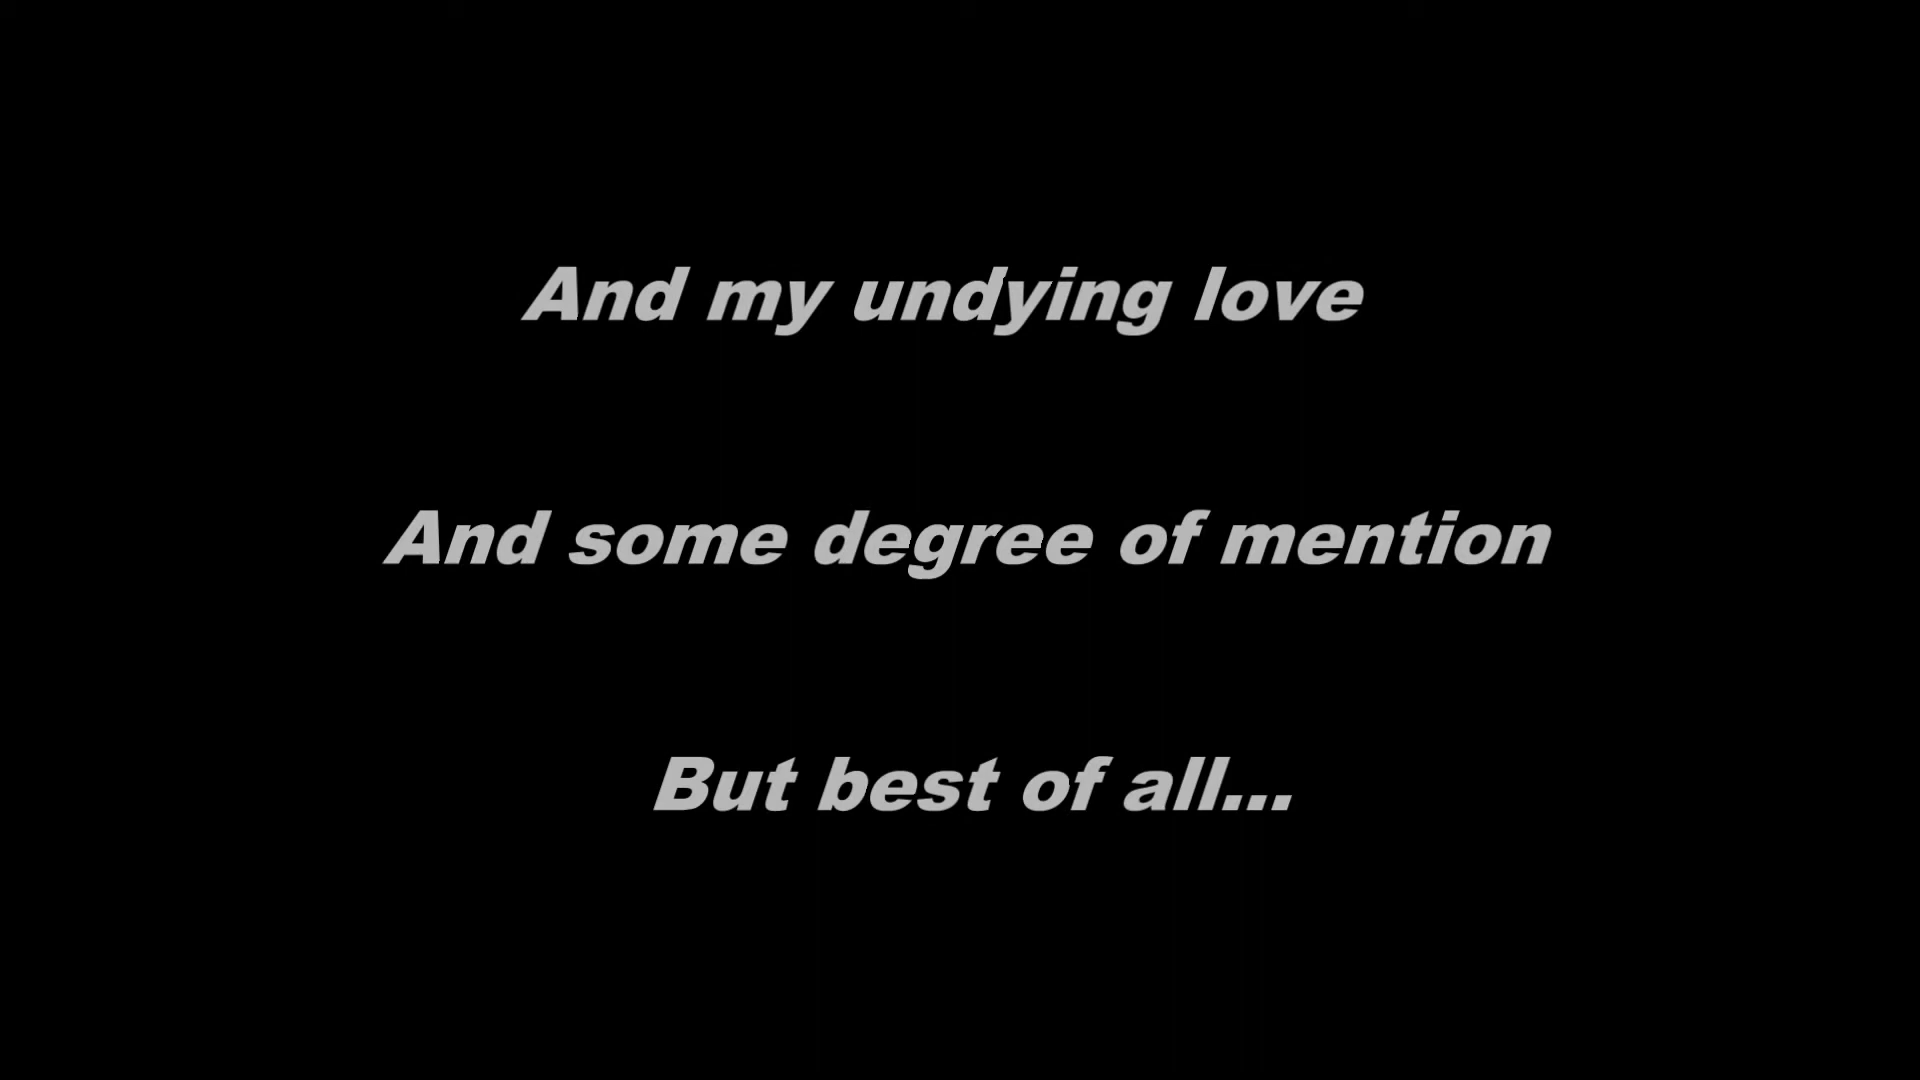 And my undying love
And some degree of mention
But best of all...